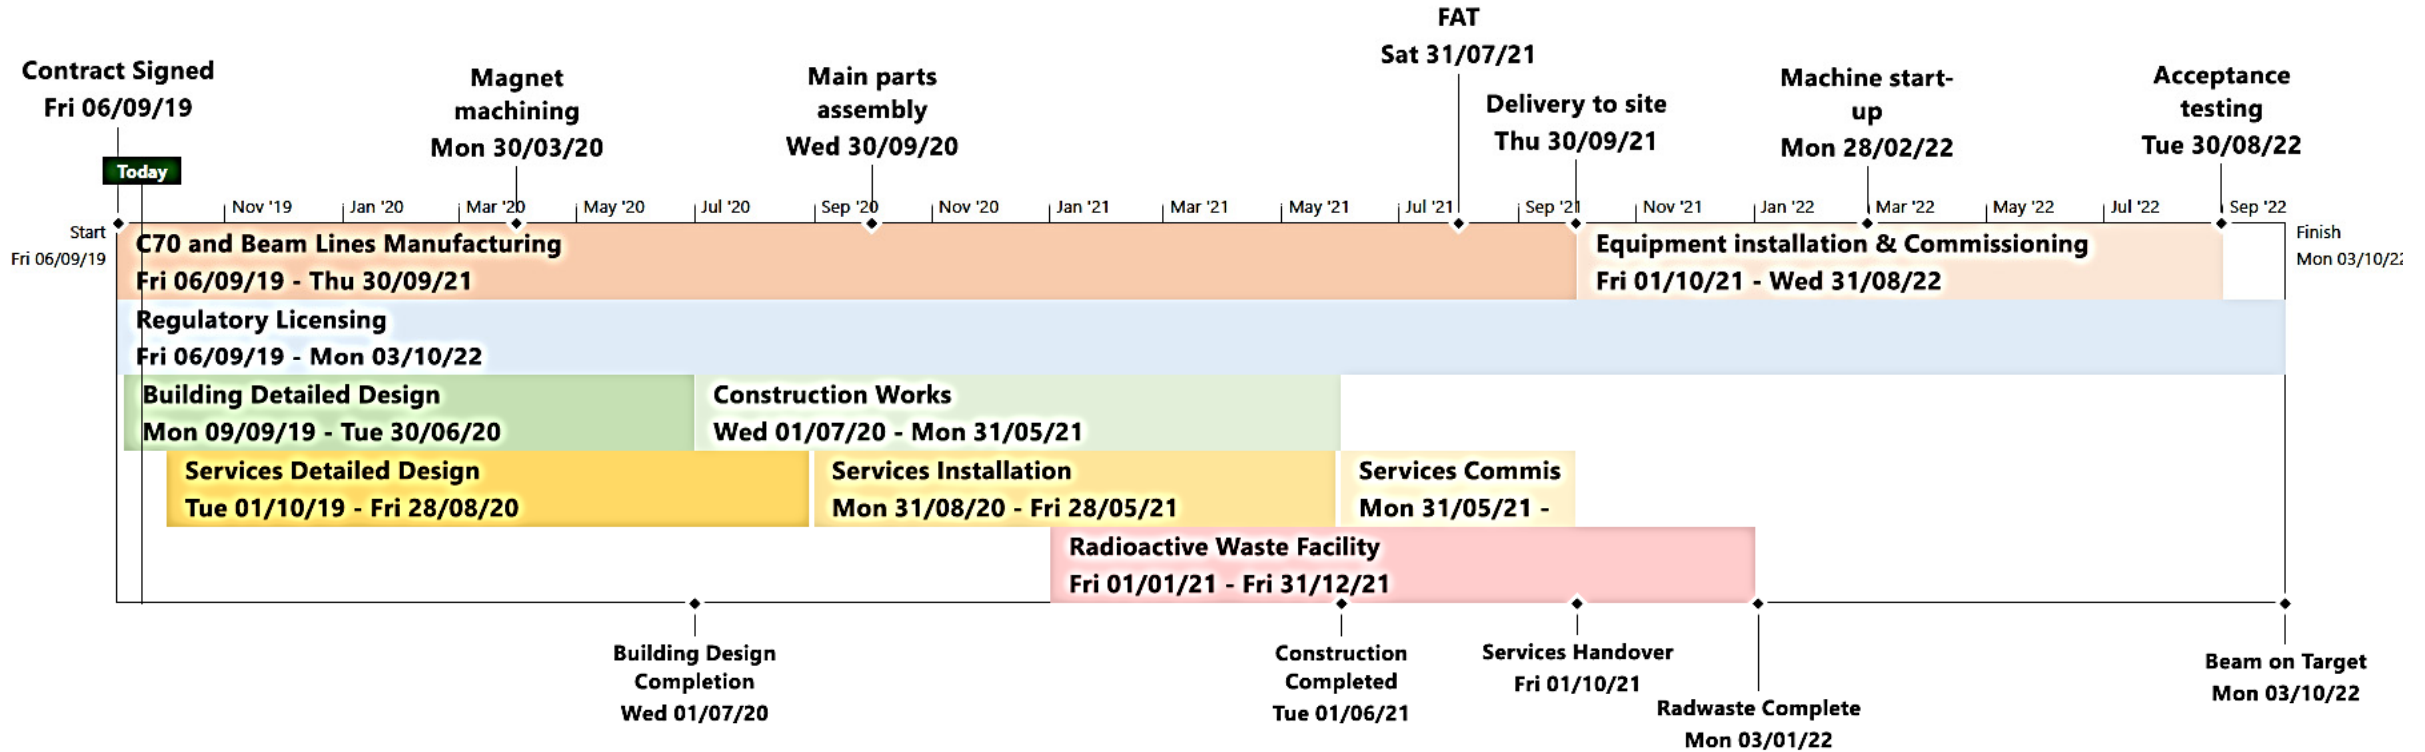 FAT
Sat 31/07/21
Contract Signed
Fri 06/09/19
Magnet
machining
Mon 30/03/20
Main parts
assembly
Wed 30/09/20
Delivery to site
Thu 30/09/21
Machine start-
up
Mon 28/02/22
Acceptance
testing
Tue 30/08/22
Today
Nov '19 Jan '20 Mar '20 May '20 Jul '20 Sep '20 Nov '20 Jan '21 Mar '21 May '21 Jul '21 Sep '21 Nov '21 Jan '22 Mar '22 May '22 Jul '22 Sep '22
Start
Fri 06/09/19
Finish
Mon 03/10/22
C70 and Beam Lines Manufacturing
Fri 06/09/19 - Thu 30/09/21
Equipment installation & Commissioning
Fri 01/10/21 - Wed 31/08/22
Regulatory Licensing
Fri 06/09/19 - Mon 03/10/22
Building Detailed Design
Mon 09/09/19 - Tue 30/06/20
Construction Works
Wed 01/07/20 - Mon 31/05/21
Services Detailed Design
Tue 01/10/19 - Fri 28/08/20
Services Installation
Mon 31/08/20 - Fri 28/05/21
Services Commis
Mon 31/05/21 -
Radioactive Waste Facility
Fri 01/01/21 - Fri 31/12/21
Building Design
Completion
Wed 01/07/20
Construction
Completed
Tue 01/06/21
Services Handover
Fri 01/10/21
Radwaste Complete
Mon 03/01/22
Beam on Target
Mon 03/10/22